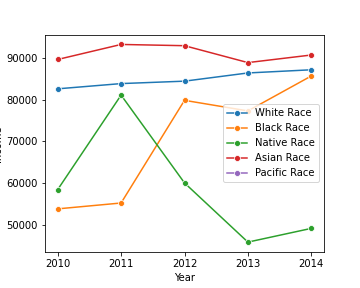 90000
80000
70000
60000
50000
2010
2011
2012
2013
2014
Year
White Race
Black Race
Native Race
Asian Race
Pacific Race